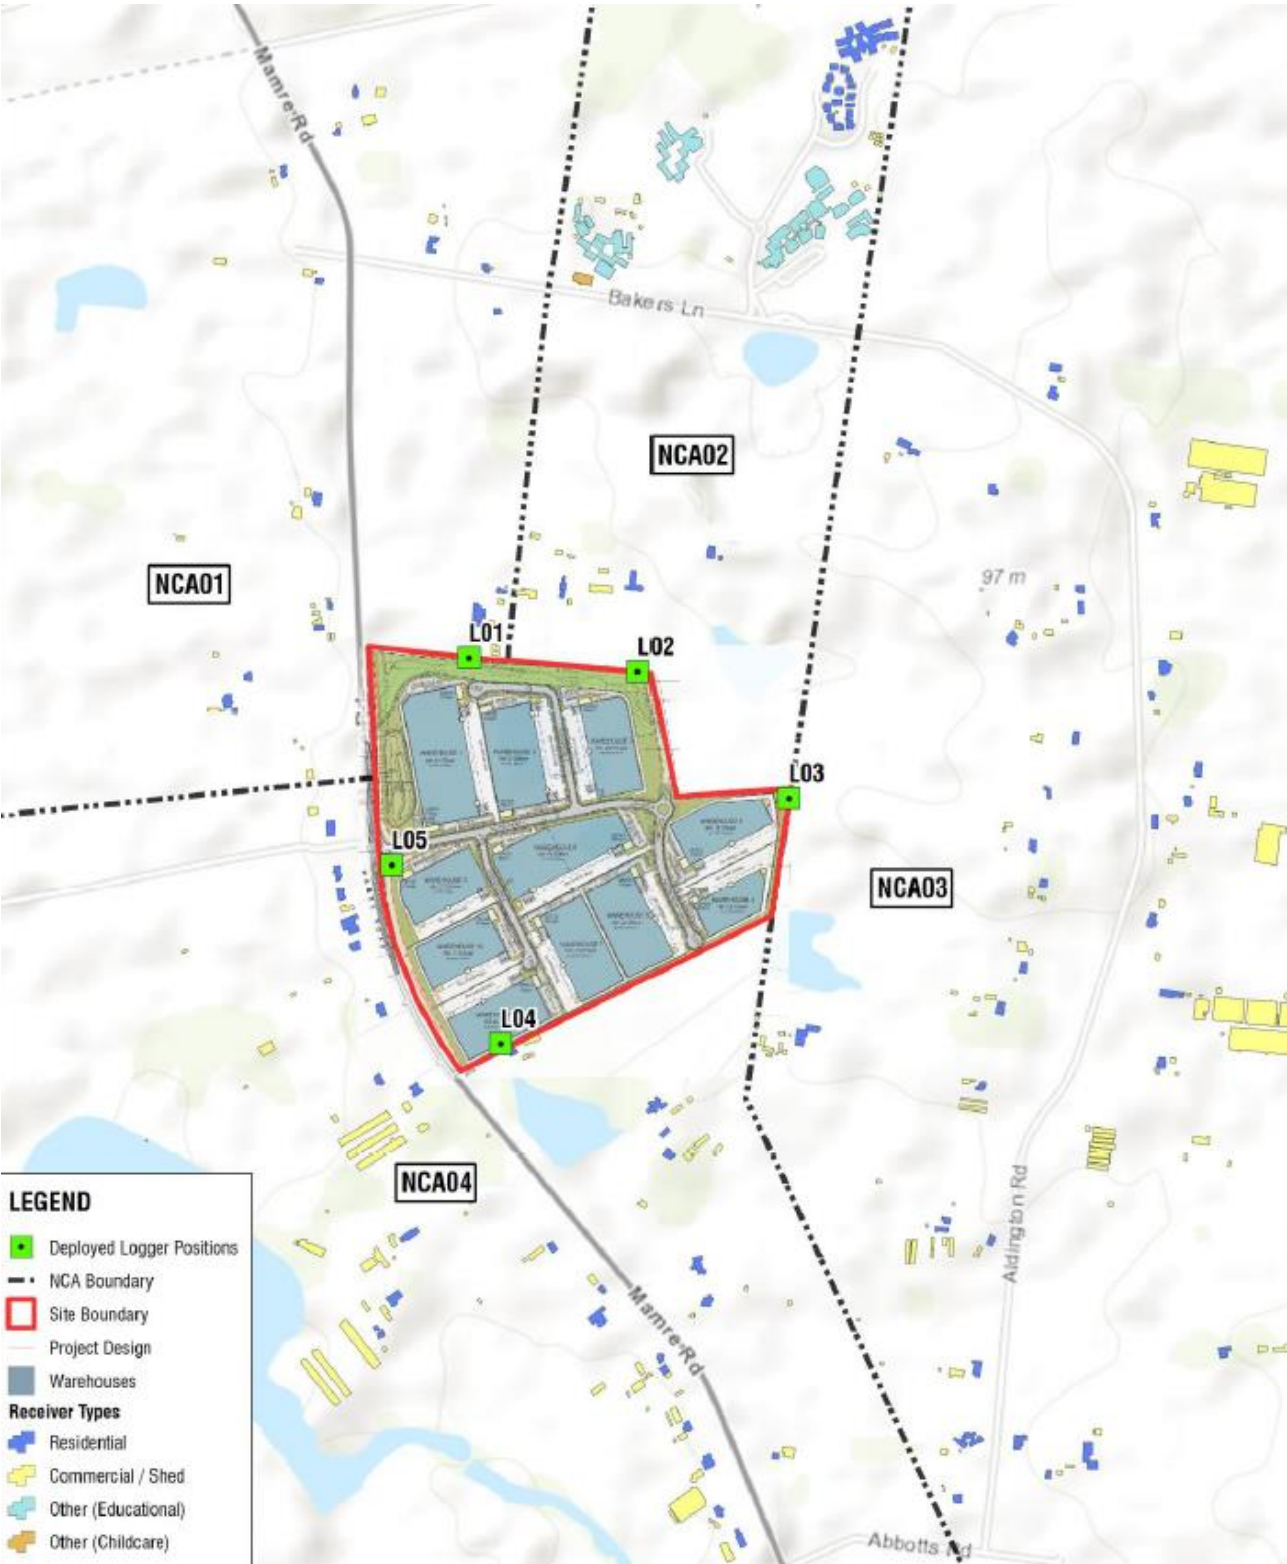 Mamre Rd
Bakers Ln
NCA02
NCA01
97 m
L01
L02
L03
L05
NCA03
L04
NCA04
Aldington Rd
Mamre Rd
Abbotts Rd
LEGEND
Deployed Logger Positions
NCA Boundary
Site Boundary
Project Design
Warehouses
Receiver Types
Residential
Commercial / Shed
Other (Educational)
Other (Childcare)